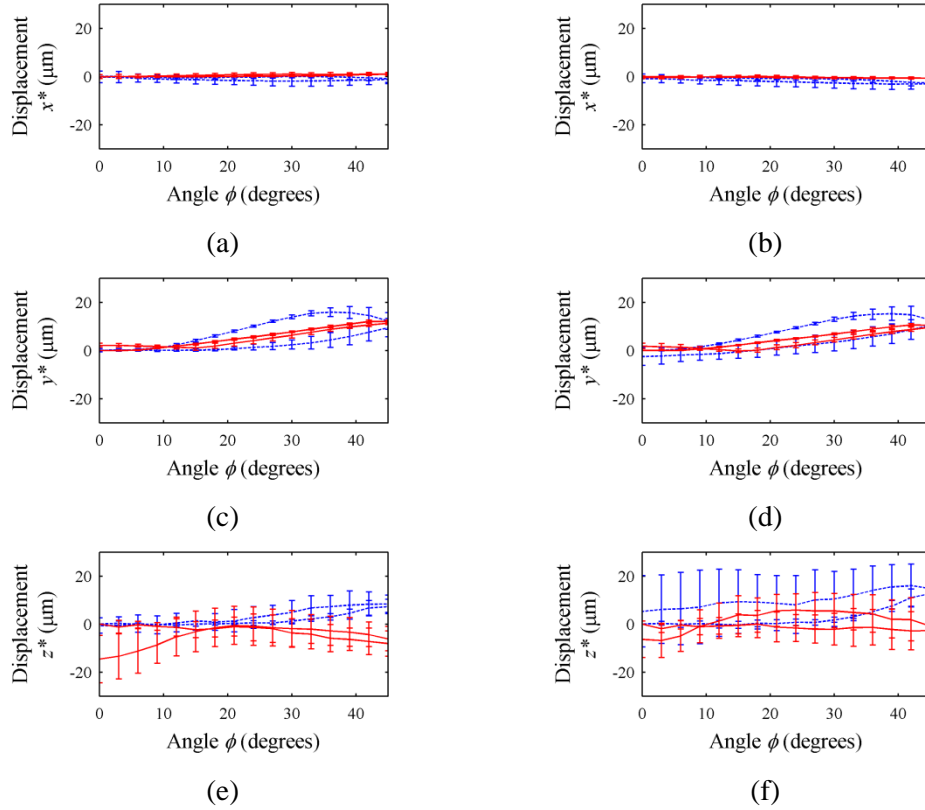 Displacement
x* (μm)
20
0
-20
0 10 20 30 40
Angle ϕ (degrees)
(a)
Displacement
x* (μm)
20
0
-20
0 10 20 30 40
Angle ϕ (degrees)
(b)
Displacement
y* (μm)
20
0
-20
0 10 20 30 40
Angle ϕ (degrees)
(c)
Displacement
y* (μm)
20
0
-20
0 10 20 30 40
Angle ϕ (degrees)
(d)
Displacement
z* (μm)
20
0
-20
0 10 20 30 40
Angle ϕ (degrees)
(e)
Displacement
z* (μm)
20
0
-20
0 10 20 30 40
Angle ϕ (degrees)
(f)